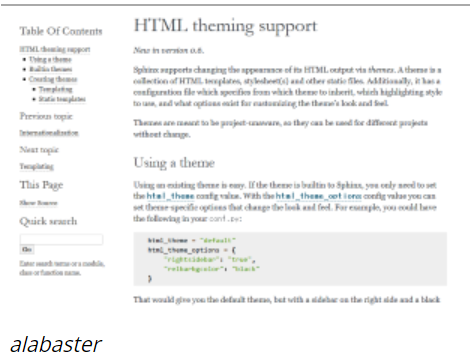 Table Of Contents
HTML theming support
Using a theme
Builtin themes
Creating themes
Templating
Static templates
Previous topic
Internationalization
Next topic
Templating
This Page
Show Source
Quick search
Go
Enter search terms or a module,
class or function name.
HTML theming support
New in version 0.6.
Sphinx supports changing the appearance of its HTML output via themes. A theme is a
collection of HTML templates, stylesheet(s) and other static files. Additionally, it has a
configuration file which specifies from which theme to inherit, which highlighting style
to use, and what options exist for customizing the theme's look and feel.
Themes are meant to be project-unaware, so they can be used for different projects
without change.
Using a theme
Using an existing theme is easy. If the theme is builtin to Sphinx, you only need to set
the html_theme config value. With the html_theme_options config value you can
set theme-specific options that change the look and feel. For example, you could have
the following in your conf.py:
html_theme = "default"
html_theme_options = {
"rightsidebar": "true",
"relbarbgcolor": "black"
}
That would give you the default theme, but with a sidebar on the right side and a black
alabaster